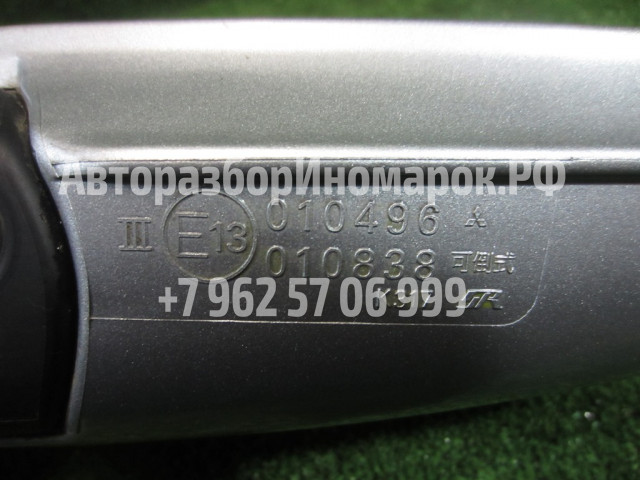 АвторазборИномарок.РФ
III E13 010496 A
010838 可倒式
+7 962 57 06 999